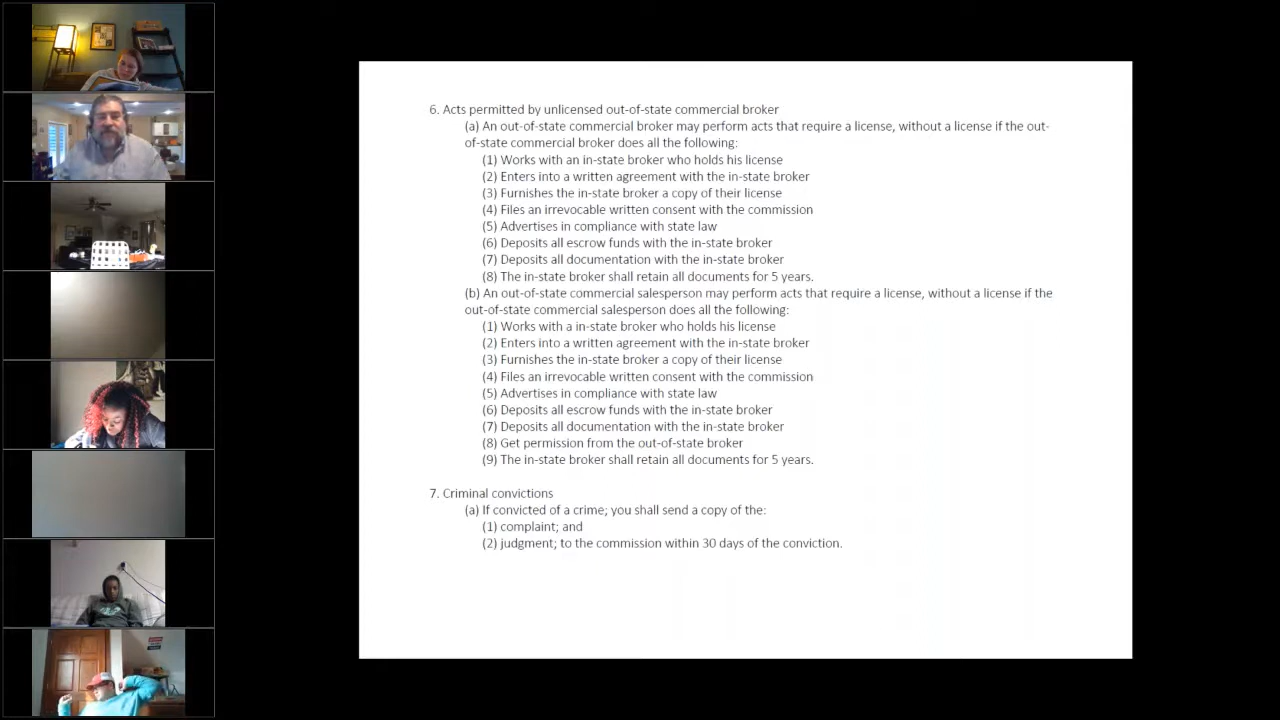 6. Acts permitted by unlicensed out-of-state commercial broker
(a) An out-of-state commercial broker may perform acts that require a license, without a license if the out-
of-state commercial broker does all the following:
(1) Works with an in-state broker who holds his license
(2) Enters into a written agreement with the in-state broker
(3) Furnishes the in-state broker a copy of their license
(4) Files an irrevocable written consent with the commission
(5) Advertises in compliance with state law
(6) Deposits all escrow funds with the in-state broker
(7) Deposits all documentation with the in-state broker
(8) The in-state broker shall retain all documents for 5 years.
(b) An out-of-state commercial salesperson may perform acts that require a license, without a license if the
out-of-state commercial salesperson does all the following:
(1) Works with a in-state broker who holds his license
(2) Enters into a written agreement with the in-state broker
(3) Furnishes the in-state broker a copy of their license
(4) Files an irrevocable written consent with the commission
(5) Advertises in compliance with state law
(6) Deposits all escrow funds with the in-state broker
(7) Deposits all documentation with the in-state broker
(8) Get permission from the out-of-state broker
(9) The in-state broker shall retain all documents for 5 years.
7. Criminal convictions
(a) If convicted of a crime; you shall send a copy of the:
(1) complaint; and
(2) judgment; to the commission within 30 days of the conviction.